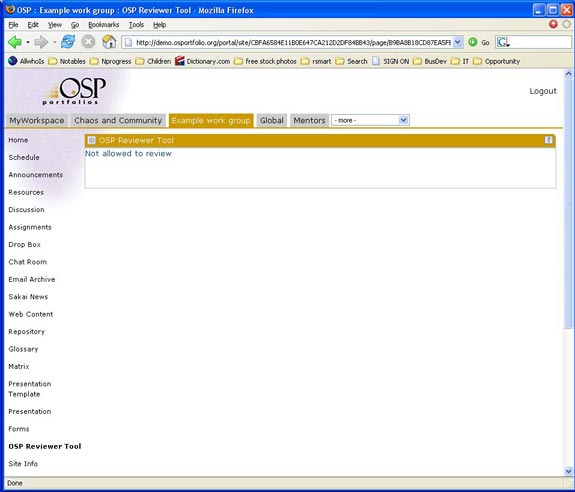 OSP : Example work group : OSP Reviewer Tool - Mozilla Firefox
File Edit View Go Bookmarks Tools Help
http://demo.osportfolio.org/portal/site/CBFA6584E11B0E647CA212D2DF84BB43/page/B9BA8B18CD87EA5FE Go
AllwhoIs Notables Nprogress Children Dictionary.com free stock photos rsmart Search SIGN ON BusDev IT Opportunity
OSP
portfolios
Logout
MyWorkspace Chaos and Community Example work group Global Mentors - more -
Home
OSP Reviewer Tool ?
Not allowed to review
Schedule
Announcements
Resources
Discussion
Assignments
Drop Box
Chat Room
Email Archive
Sakai News
Web Content
Repository
Glossary
Matrix
Presentation
Template
Presentation
Forms
OSP Reviewer Tool
Site Info
Done